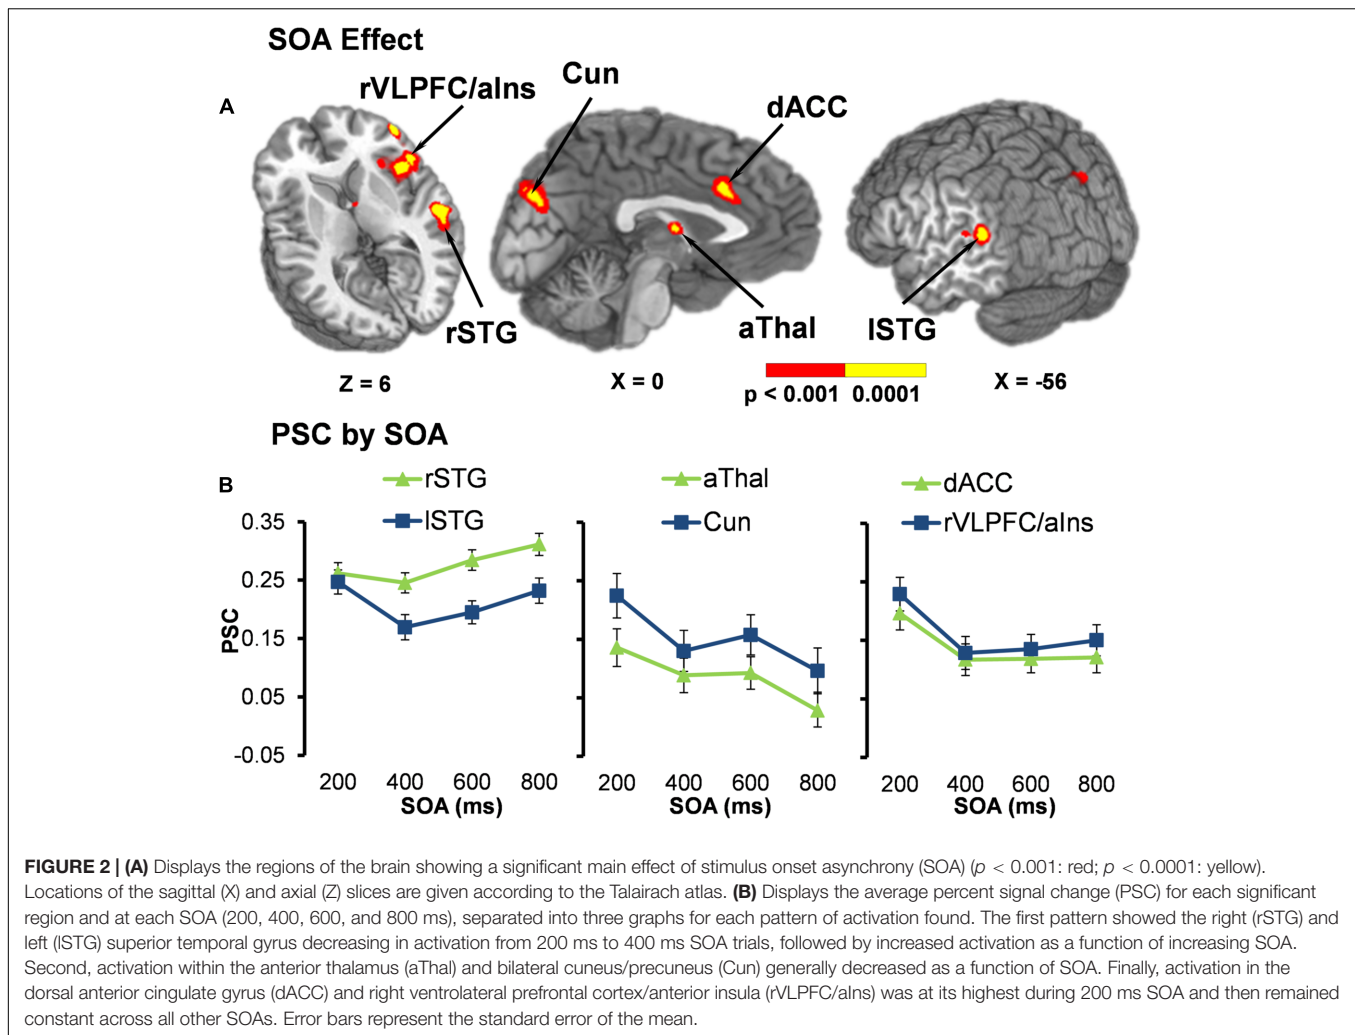 SOA Effect
A
rVLPFC/aIns
Cun
dACC
rSTG
aThal
lSTG
Z = 6
X = 0
X = -56
p < 0.001 0.0001
PSC by SOA
B
rSTG
lSTG
aThal
Cun
dACC
rVLPFC/aIns
PSC
0.35
0.25
0.15
0.05
-0.05
200 400 600 800
SOA (ms)
200 400 600 800
SOA (ms)
200 400 600 800
SOA (ms)
FIGURE 2 | (A) Displays the regions of the brain showing a significant main effect of stimulus onset asynchrony (SOA) (p < 0.001: red; p < 0.0001: yellow).
Locations of the sagittal (X) and axial (Z) slices are given according to the Talairach atlas. (B) Displays the average percent signal change (PSC) for each significant
region and at each SOA (200, 400, 600, and 800 ms), separated into three graphs for each pattern of activation found. The first pattern showed the right (rSTG) and
left (lSTG) superior temporal gyrus decreasing in activation from 200 ms to 400 ms SOA trials, followed by increased activation as a function of increasing SOA.
Second, activation within the anterior thalamus (aThal) and bilateral cuneus/precuneus (Cun) generally decreased as a function of SOA. Finally, activation in the
dorsal anterior cingulate gyrus (dACC) and right ventrolateral prefrontal cortex/anterior insula (rVLPFC/aIns) was at its highest during 200 ms SOA and then remained
constant across all other SOAs. Error bars represent the standard error of the mean.